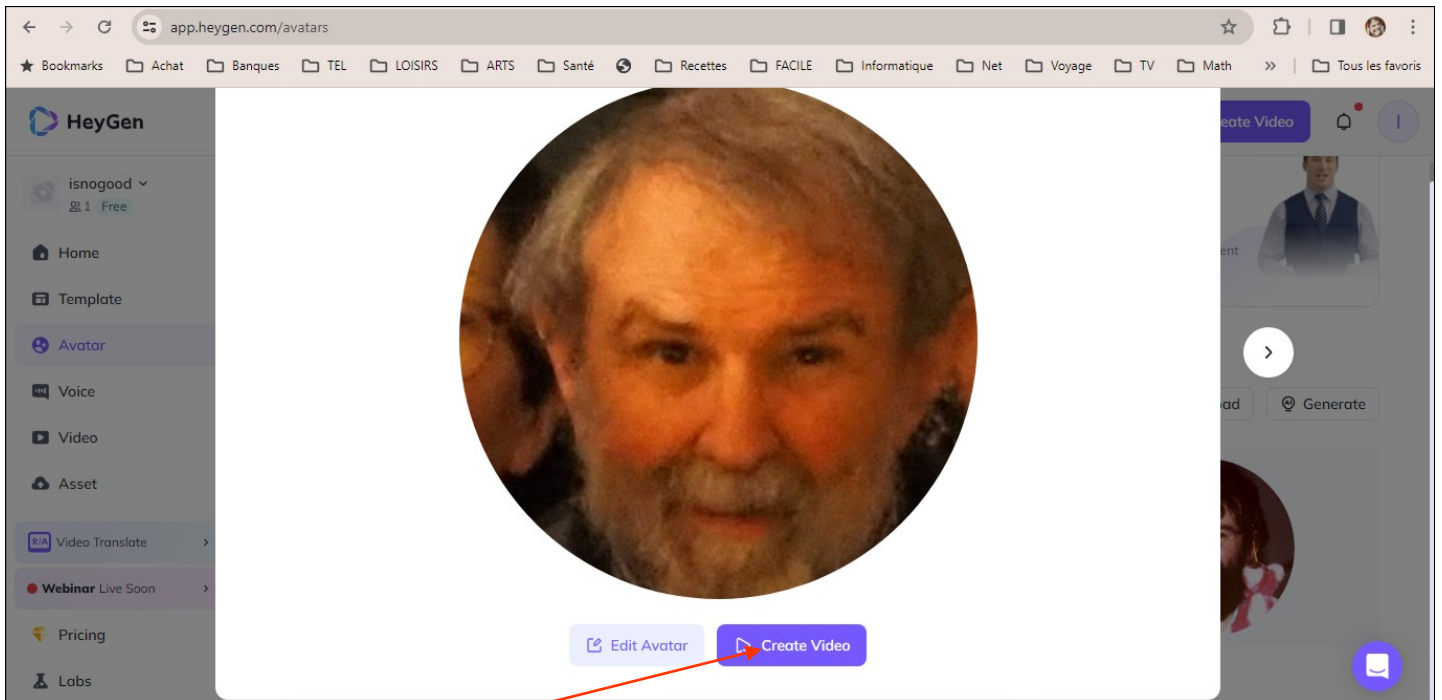 app.heygen.com/avatars
Bookmarks Achat Banques TEL LOISIRS ARTS Santé Recettes FACILE Informatique Net Voyage TV Math » Tous les favoris
HeyGen
eate Video
I
isnogood
1 Free
Home
ent
Template
Avatar
Voice
oad Generate
Video
Asset
Video Translate
Webinar Live Soon
Edit Avatar Create Video
Pricing
Labs